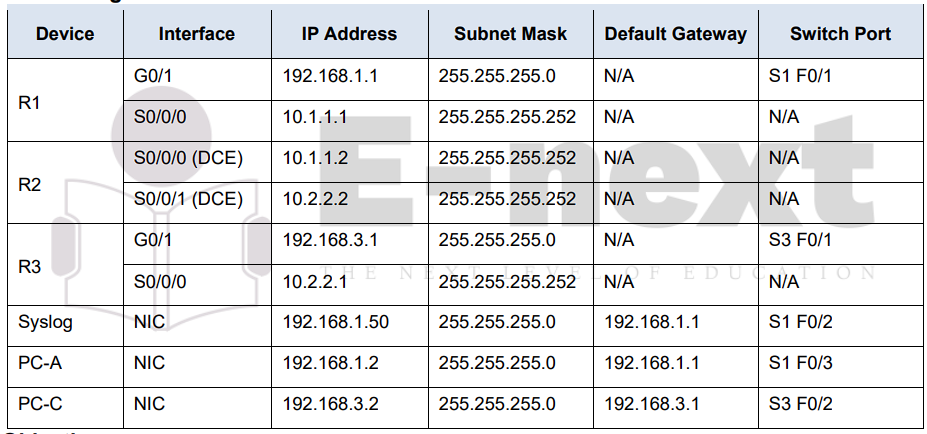 Device Interface IP Address Subnet Mask Default Gateway Switch Port
R1 G0/1 192.168.1.1 255.255.255.0 N/A S1 F0/1
S0/0/0 10.1.1.1 255.255.255.252 N/A N/A
R2 S0/0/0 (DCE) 10.1.1.2 255.255.255.252 N/A N/A
S0/0/1 (DCE) 10.2.2.2 255.255.255.252 N/A N/A
R3 G0/1 192.168.3.1 255.255.255.0 N/A S3 F0/1
S0/0/0 10.2.2.1 255.255.255.252 N/A N/A
Syslog NIC 192.168.1.50 255.255.255.0 192.168.1.1 S1 F0/2
PC-A NIC 192.168.1.2 255.255.255.0 192.168.1.1 S1 F0/3
PC-C NIC 192.168.3.2 255.255.255.0 192.168.3.1 S3 F0/2
E-next
THE NEXT LEVEL OF EDUCATION